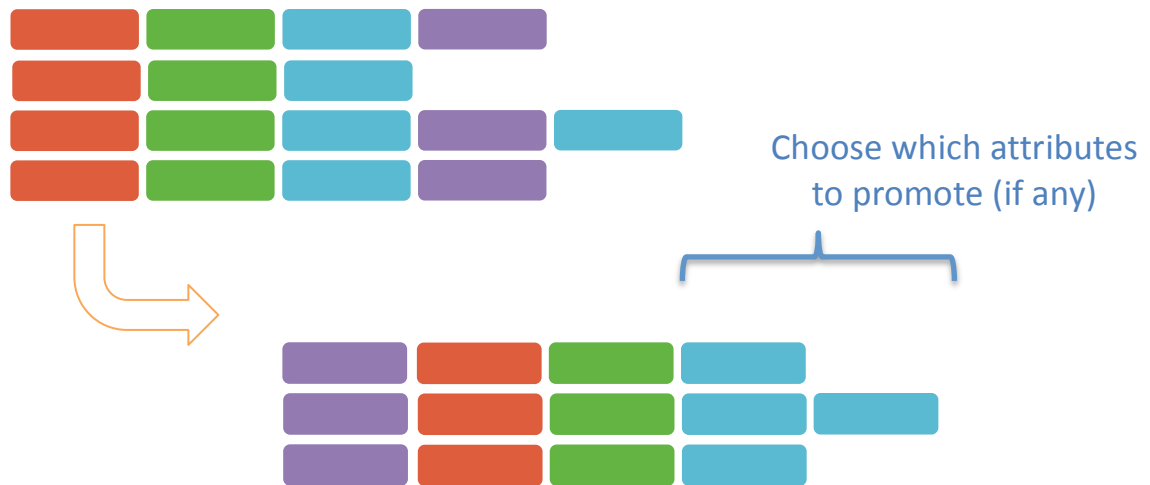 Choose which attributes
to promote (if any)